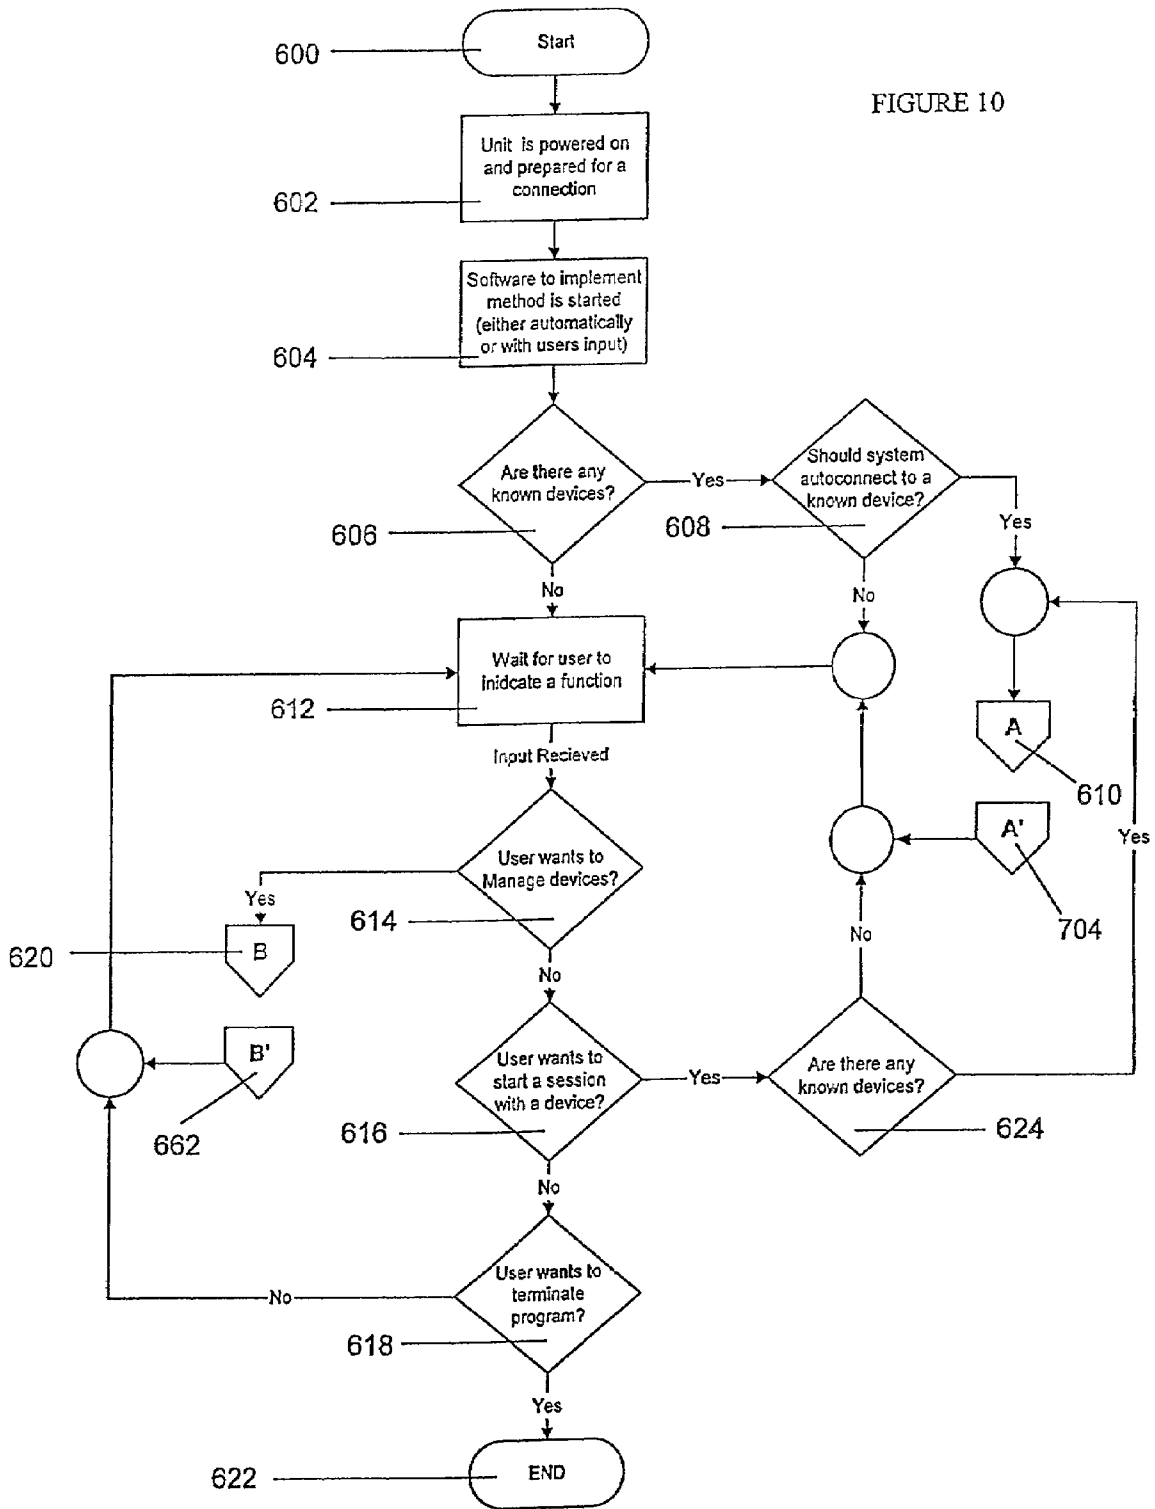 Start
600
FIGURE 10
Unit is powered on
and prepared for a
connection
602
Software to implement
method is started
(either automatically
or with users input)
604
Are there any
known devices?
606
Yes
Should system
autoconnect to a
known device?
608
Yes
No
No
Wait for user to
inidcate a function
612
A
610
Input Recieved
A'
704
Yes
User wants to
Manage devices?
614
Yes
B
620
No
No
B'
662
User wants to
start a session
with a device?
616
Yes
Are there any
known devices?
624
No
User wants to
terminate
program?
618
No
Yes
END
622